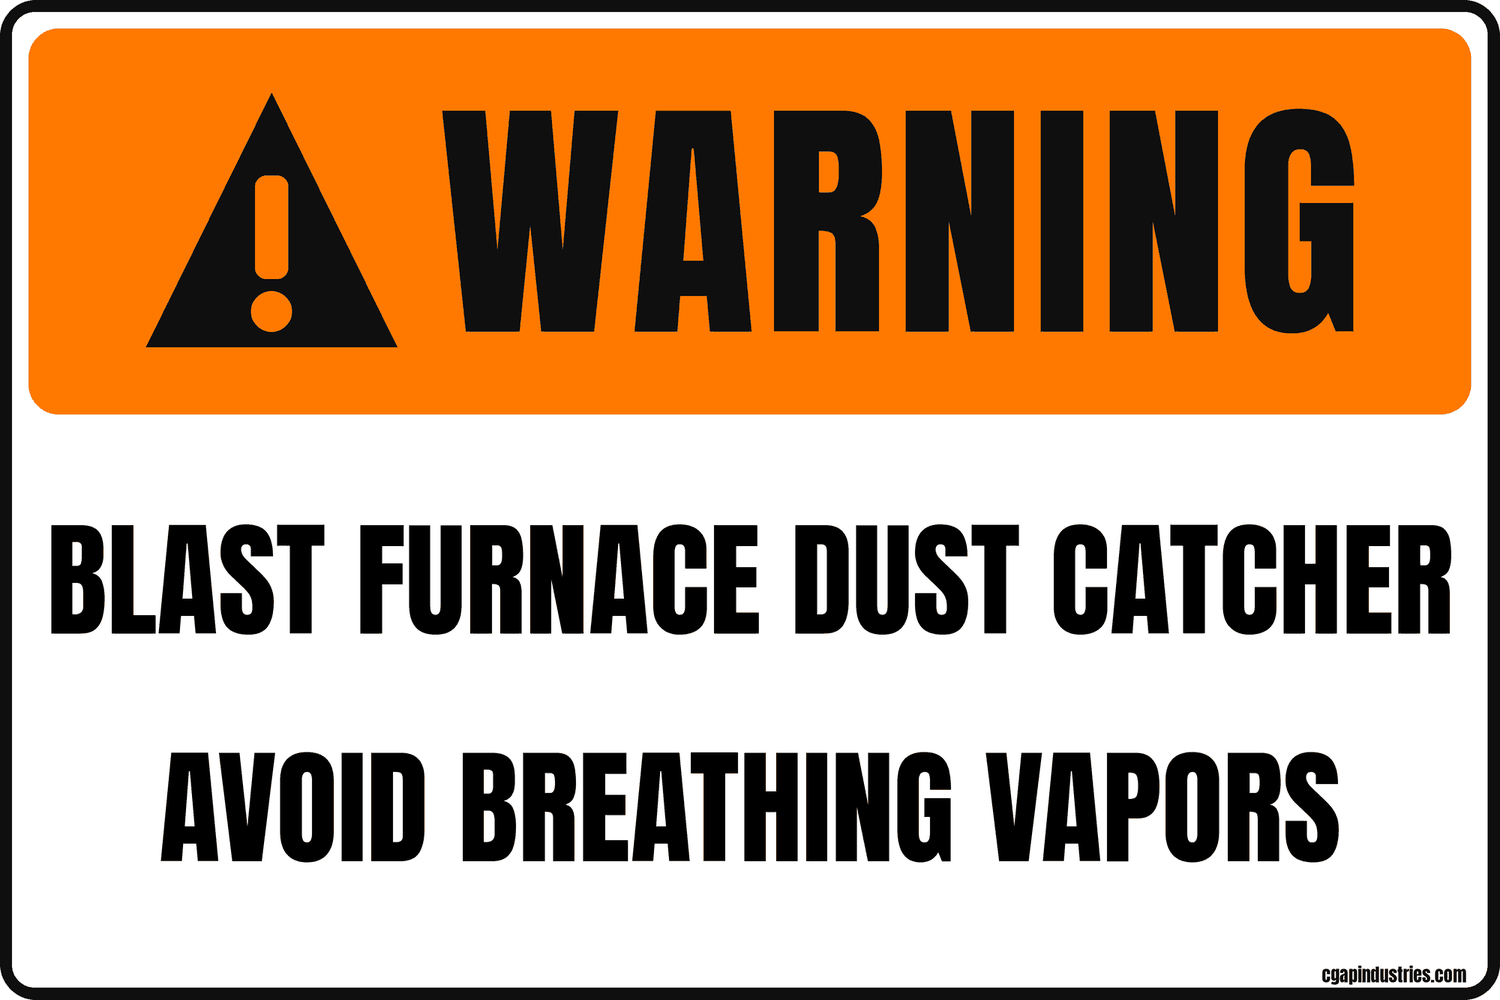 WARNING
BLAST FURNACE DUST CATCHER
AVOID BREATHING VAPORS
cgapindustries.com